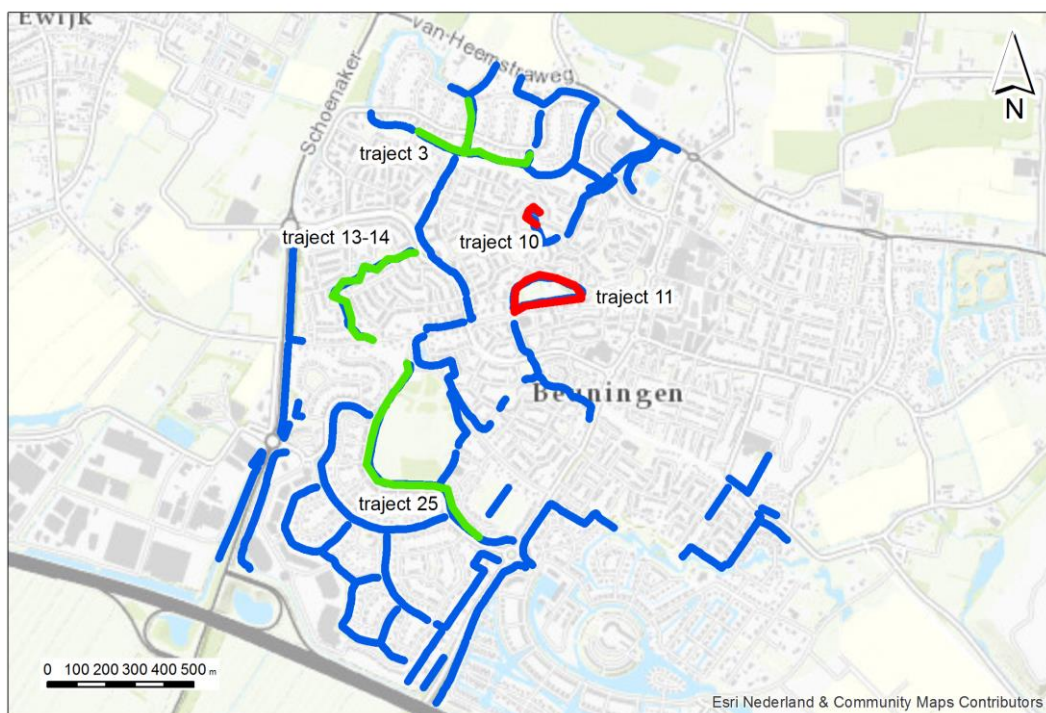 Ewijk
van-Heemstraweg
Schoenaker
N
traject 3
traject 13-14
traject 10
traject 11
Beuningen
traject 25
0 100 200 300 400 500 m
Esri Nederland & Community Maps Contributors